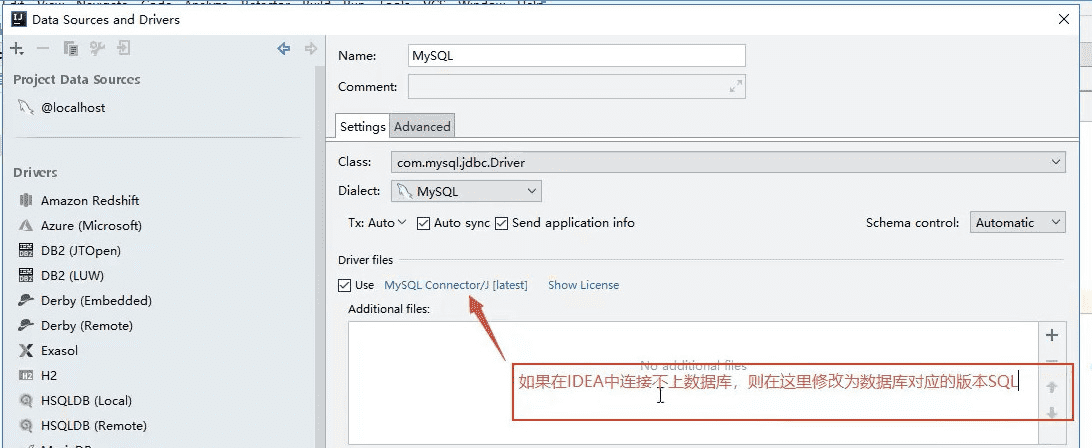 Data Sources and Drivers
Project Data Sources
@localhost
Drivers
Amazon Redshift
Azure (Microsoft)
DB2 (JTOpen)
DB2 (LUW)
Derby (Embedded)
Derby (Remote)
Exasol
H2
HSQLDB (Local)
HSQLDB (Remote)
Name: MySQL
Comment:
Settings Advanced
Class: com.mysql.jdbc.Driver
Dialect: MySQL
Tx: Auto Auto sync Send application info Schema control: Automatic
Driver files
Use MySQL Connector/J [latest] Show License
Additional files:
No additional files
如果在IDEA中连接不上数据库，则在这里修改为数据库对应的版本SQL